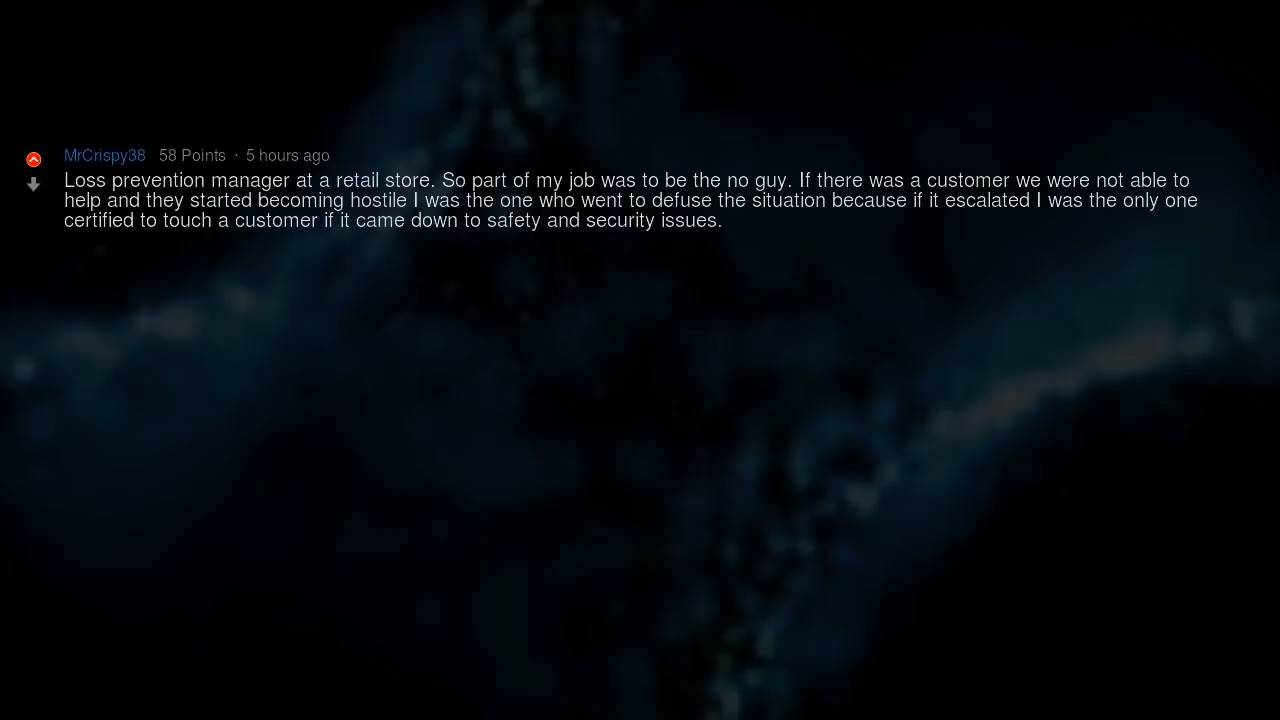 MrCrispy38 58 Points · 5 hours ago
Loss prevention manager at a retail store. So part of my job was to be the no guy. If there was a customer we were not able to
help and they started becoming hostile I was the one who went to defuse the situation because if it escalated I was the only one
certified to touch a customer if it came down to safety and security issues.